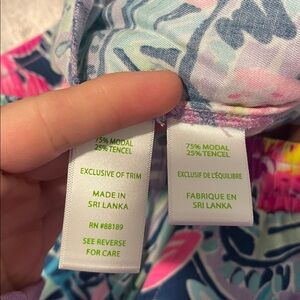 75% MODAL
25% TENCEL
EXCLUSIVE OF TRIM
MADE IN
SRI LANKA
RN #88189
SEE REVERSE
FOR CARE
75% MODAL
25% TENCEL
EXCLUSIF DE L'ÉQUILIBRE
FABRIQUE EN
SRI LANKA